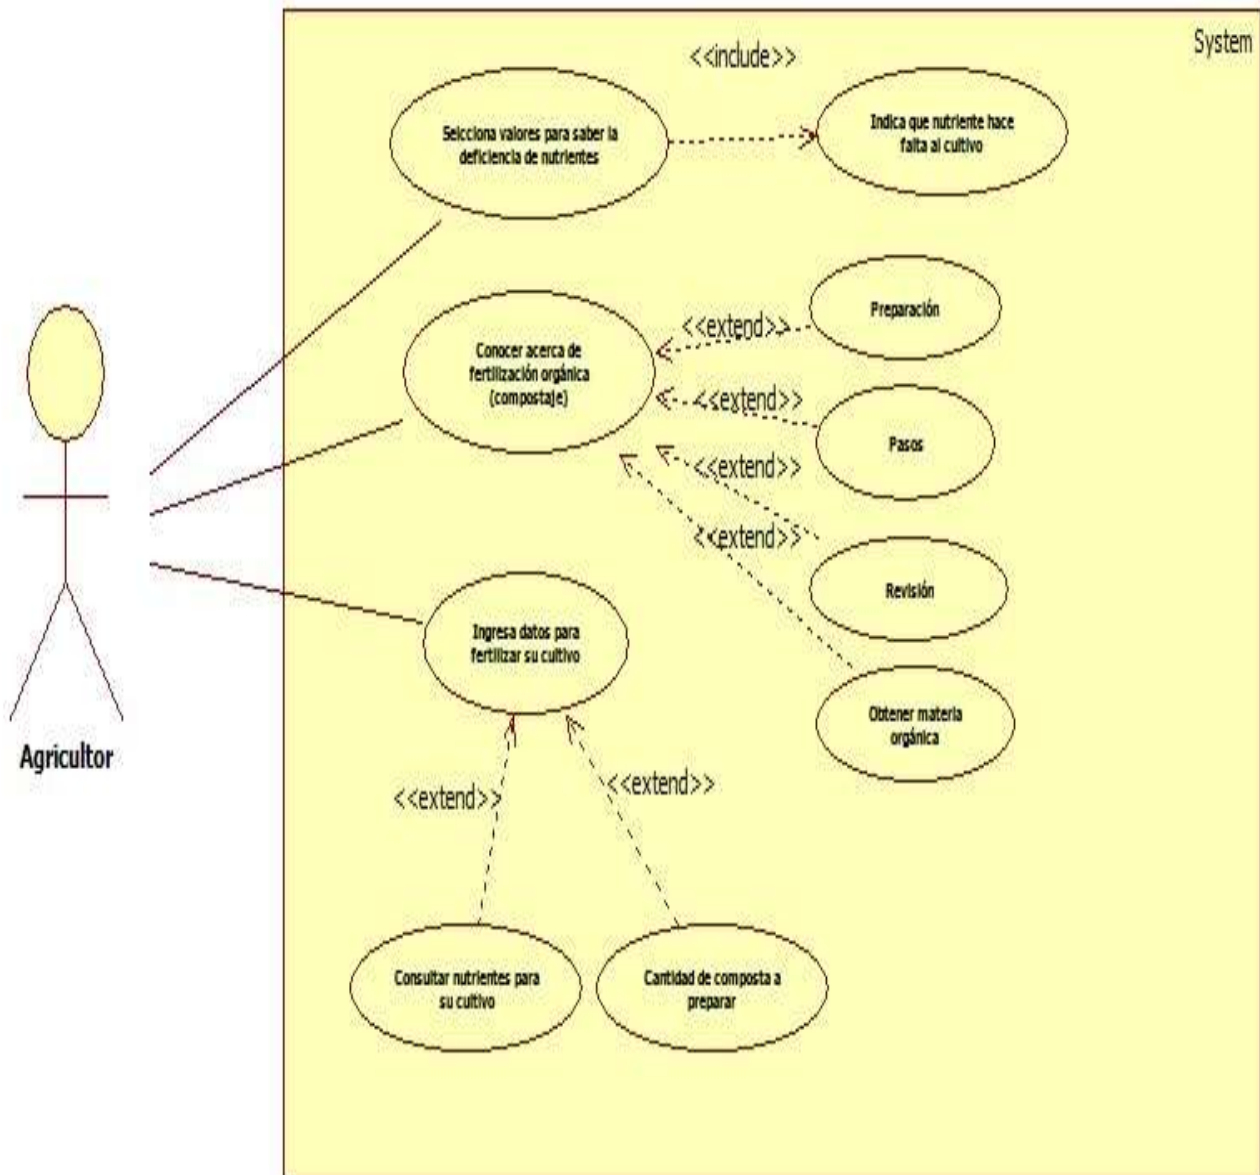 System
<<include>>
Selcciona valores para saber la
deficiencia de nutrientes
Indica que nutriente hace
falta al cultivo
Preparación
<<extend>>
Conocer acerca de
fertilización orgánica
(compostaje)
<<extend>>
Pasos
<<extend>>
<<extend>>
Revisión
Ingresa datos para
fertilizar su cultivo
Obtener materia
orgánica
Agricultor
<<extend>>
<<extend>>
Consultar nutrientes para
su cultivo
Cantidad de composta a
preparar